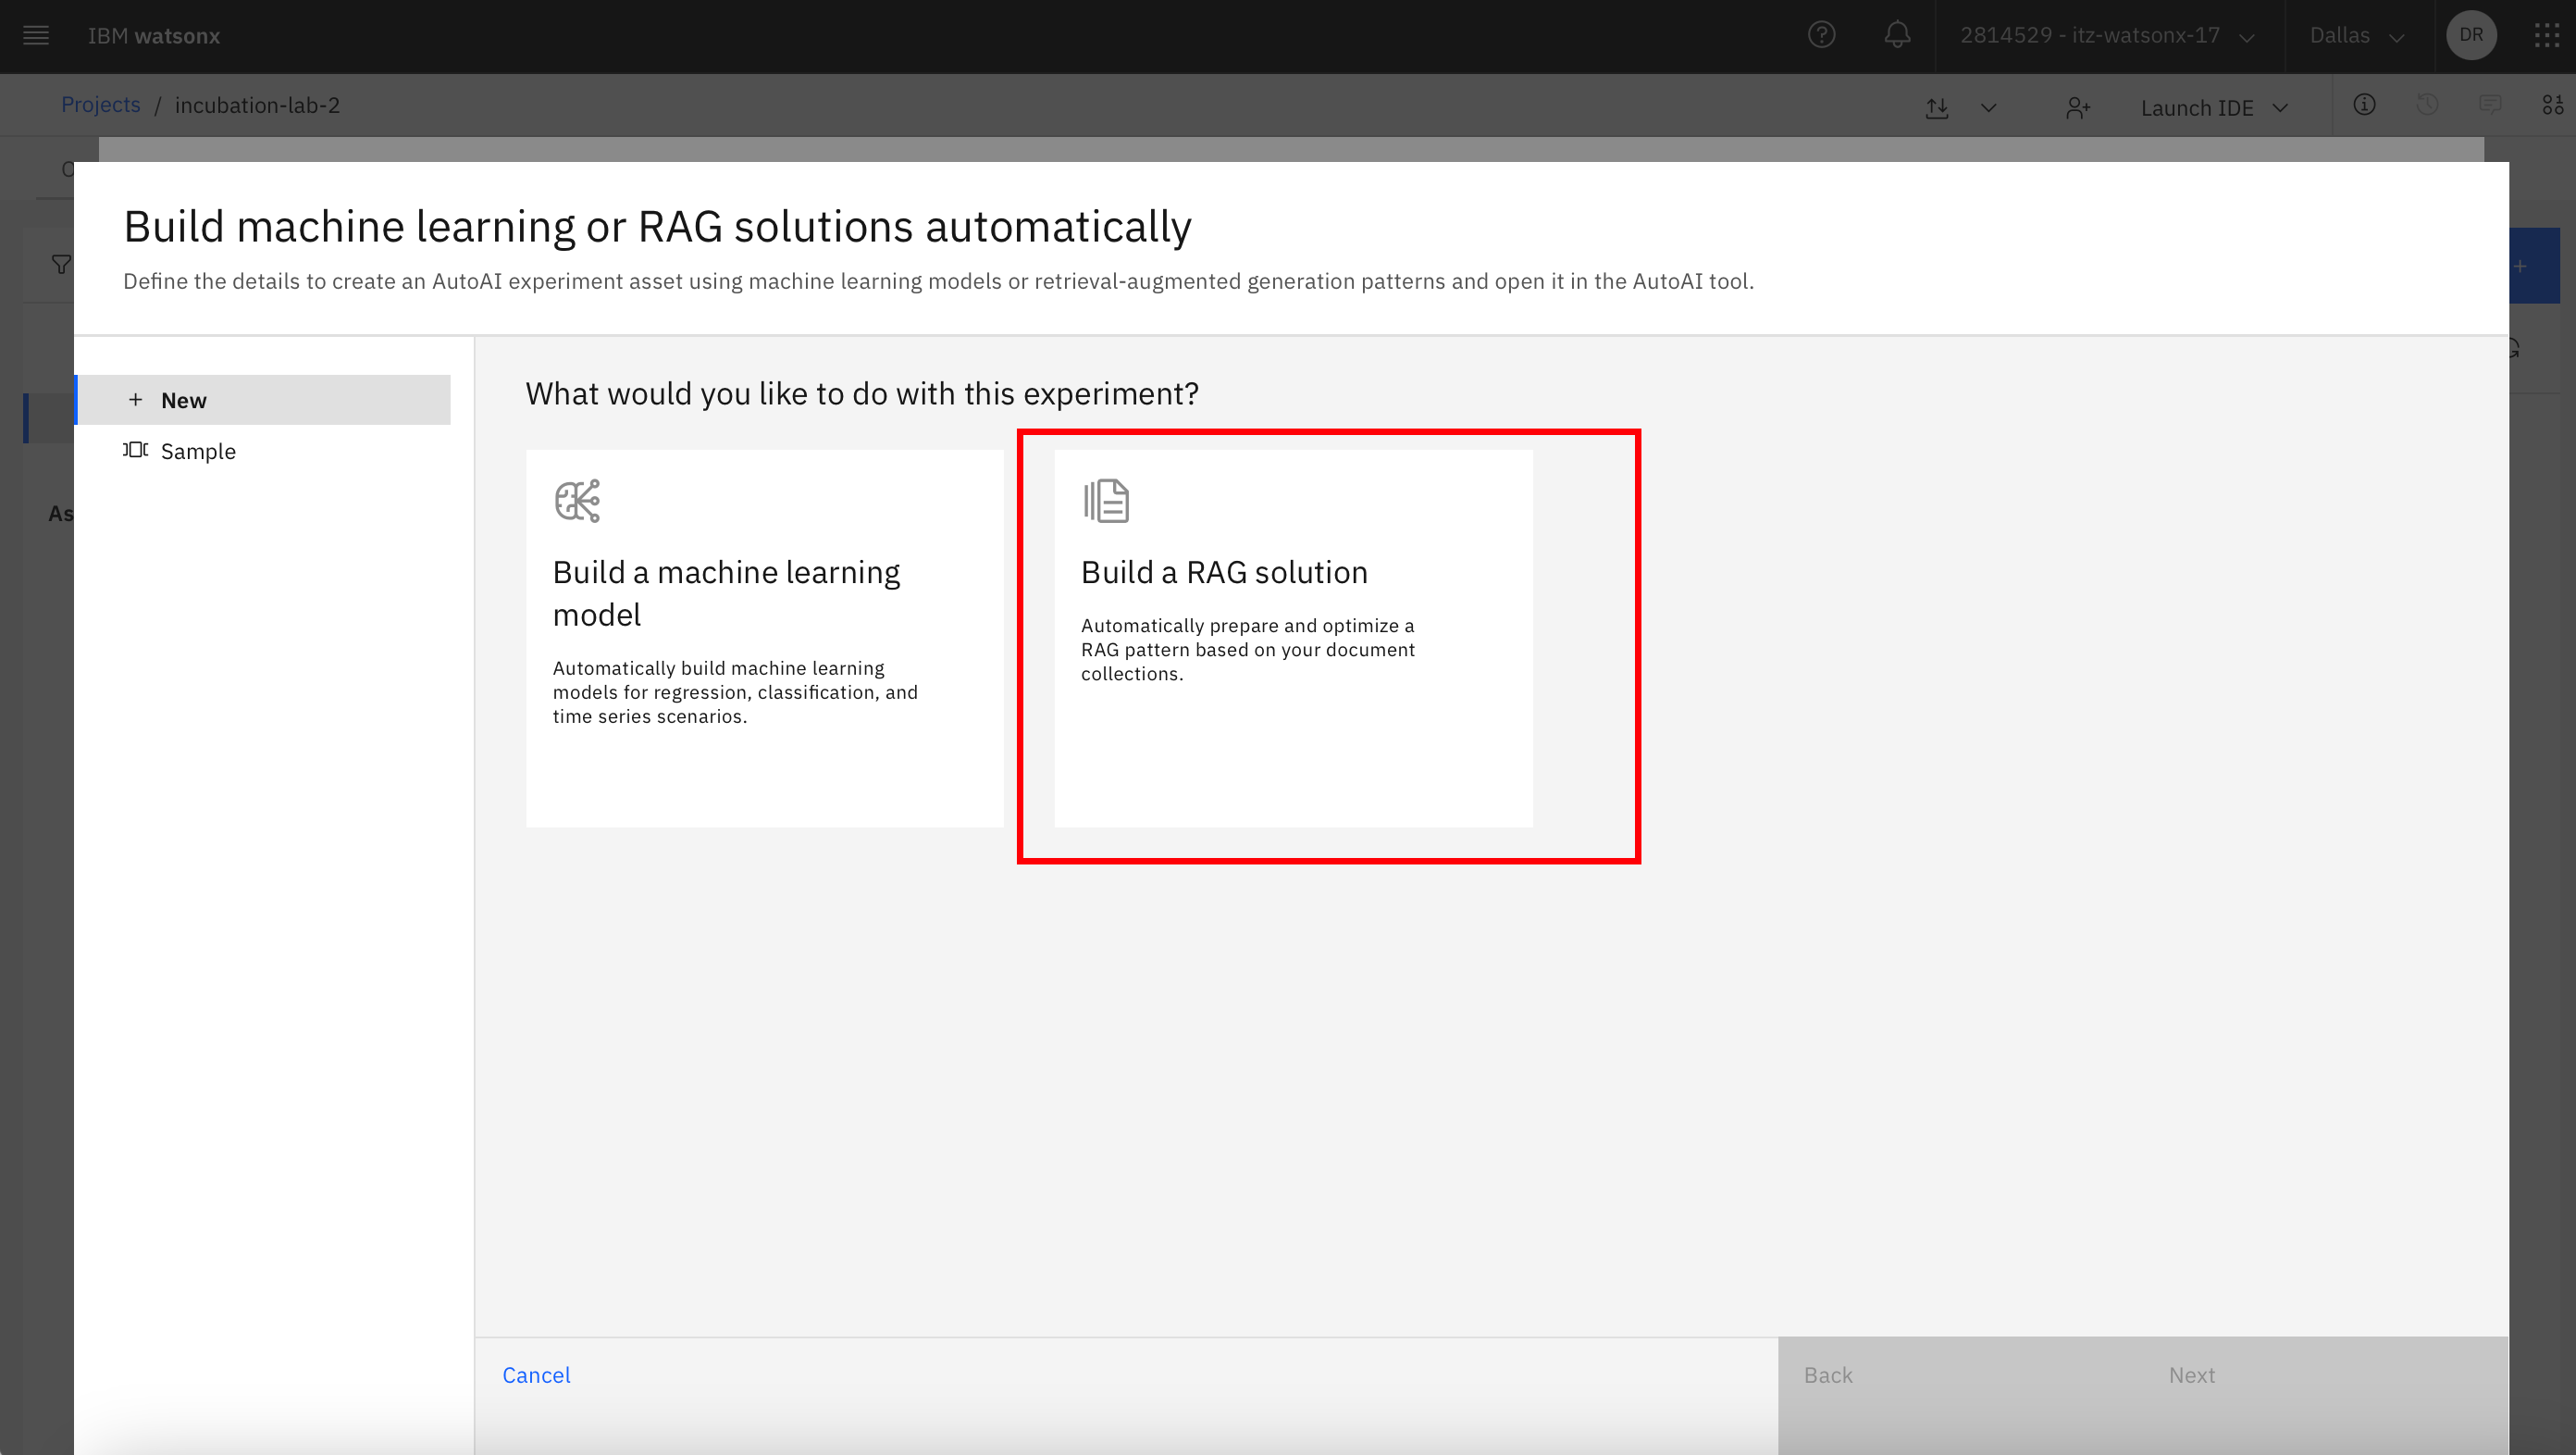 IBM watsonx
2814529 - itz-watsonx-17
Dallas
DR
Projects / incubation-lab-2
Launch IDE
Build machine learning or RAG solutions automatically
Define the details to create an AutoAI experiment asset using machine learning models or retrieval-augmented generation patterns and open it in the AutoAI tool.
New
Sample
As
What would you like to do with this experiment?
Build a machine learning
model
Automatically build machine learning
models for regression, classification, and
time series scenarios.
Build a RAG solution
Automatically prepare and optimize a
RAG pattern based on your document
collections.
Cancel
Back
Next